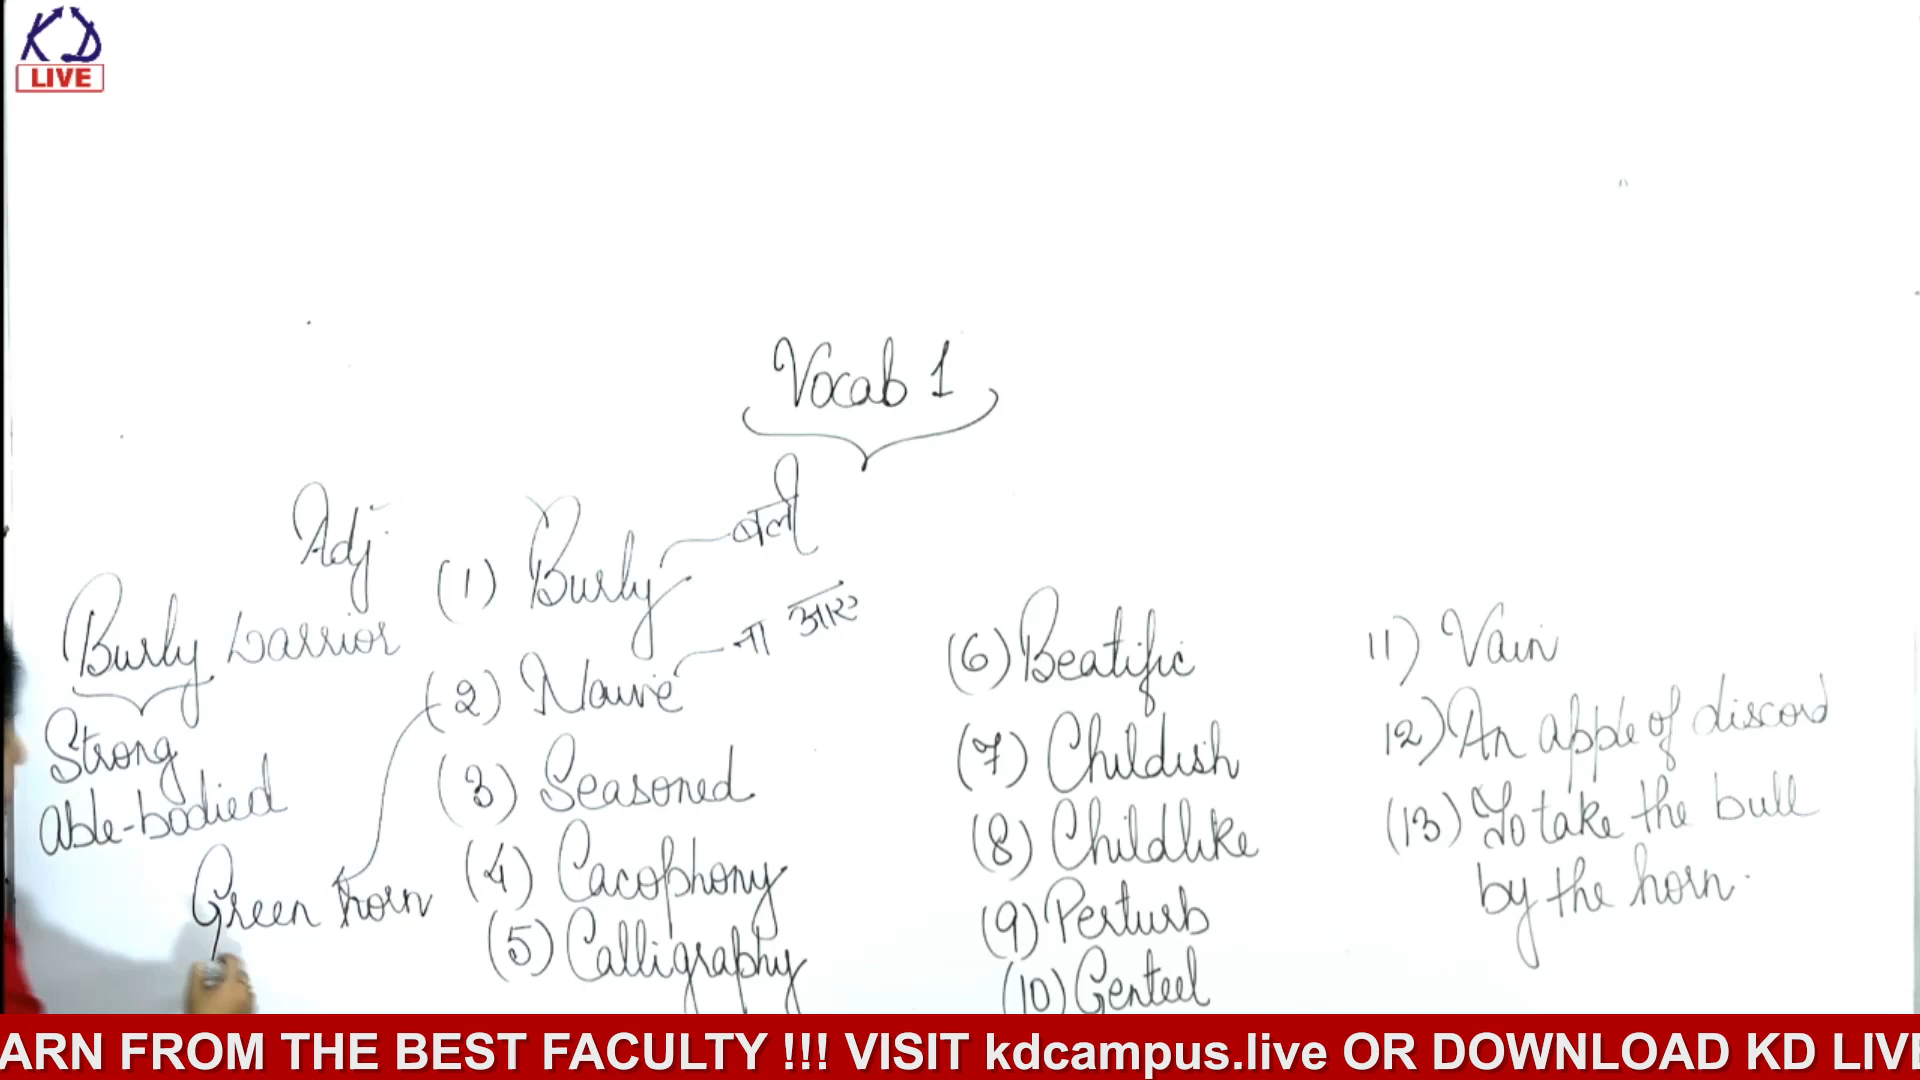 KD
LIVE
Vocab 1
Adj
(1) Burly
बली
Burly warrior
Strong
able-bodied
(2) Naive
ना आए
Green horn
(3) Seasoned
(4) Cacophony
(5) Calligraphy
(6) Beatific
(7) Childish
(8) Childlike
(9) Perturb
(10) Genteel
11) Vain
12) An apple of discord
(13) To take the bull
by the horn.
ARN FROM THE BEST FACULTY !!! VISIT kdcampus.live OR DOWNLOAD KD LIVE